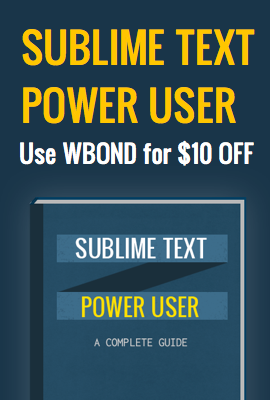 SUBLIME TEXT
POWER USER
Use WBOND for $10 OFF
SUBLIME TEXT
POWER USER
A COMPLETE GUIDE